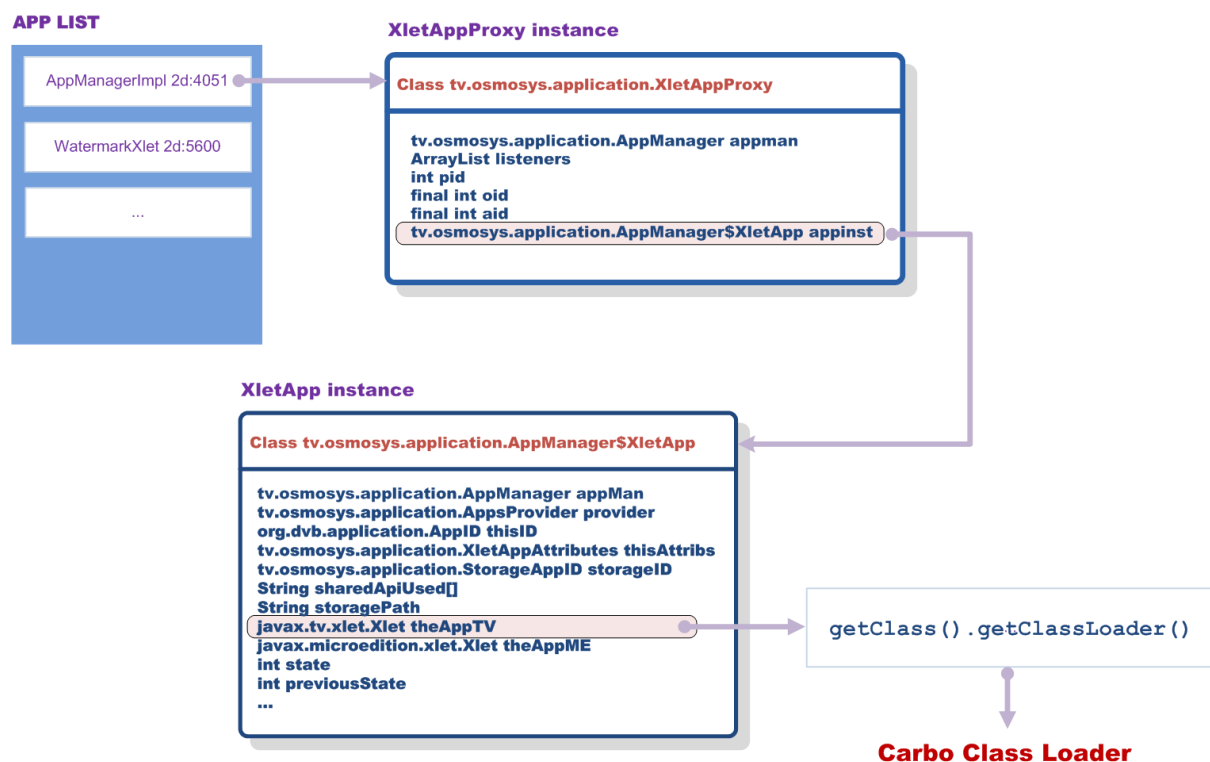 APP LIST
AppManagerImpl 2d:4051
WatermarkXlet 2d:5600
...
XletAppProxy instance
Class tv.osmosys.application.XletAppProxy
tv.osmosys.application.AppManager appman
ArrayList listeners
int pid
final int oid
final int aid
tv.osmosys.application.AppManager$XletApp appinst
XletApp instance
Class tv.osmosys.application.AppManager$XletApp
tv.osmosys.application.AppManager appMan
tv.osmosys.application.AppsProvider provider
org.dvb.application.AppID thisID
tv.osmosys.application.XletAppAttributes thisAttribs
tv.osmosys.application.StorageAppID storageID
String sharedApiUsed[]
String storagePath
javax.tv.xlet.Xlet theAppTV
javax.microedition.xlet.Xlet theAppME
int state
int previousState
...
getClass().getClassLoader()
Carbo Class Loader